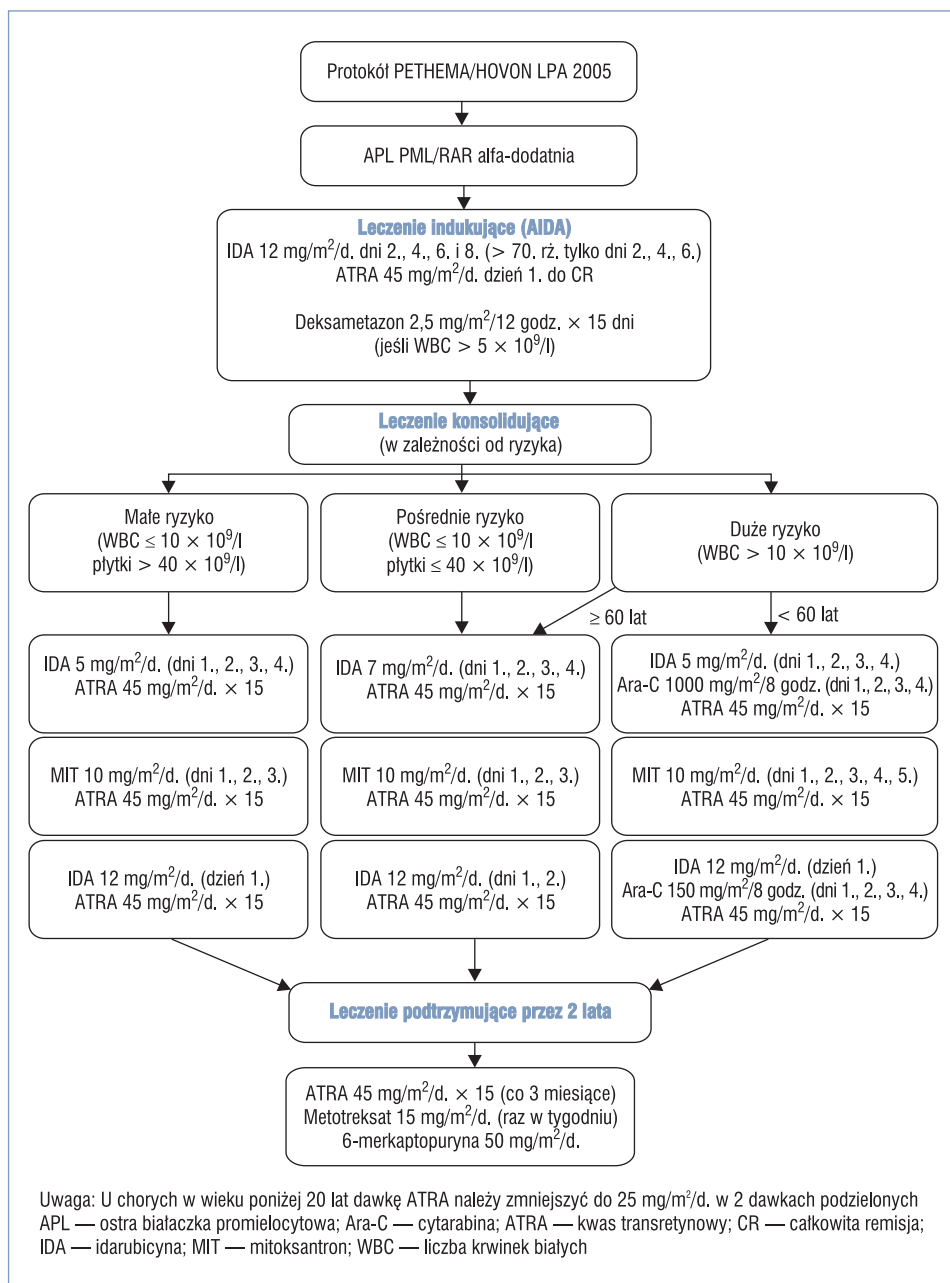 Protokół PETHEMA/HOVON LPA 2005
APL PML/RAR alfa-dodatnia
Leczenie indukujące (AIDA)
IDA 12 mg/m²/d. dni 2., 4., 6. i 8. (> 70. rż. tylko dni 2., 4., 6.)
ATRA 45 mg/m²/d. dzień 1. do CR
Deksametazon 2,5 mg/m²/12 godz. × 15 dni
(jeśli WBC > 5 × 10⁹/l)
Leczenie konsolidujące
(w zależności od ryzyka)
Małe ryzyko
(WBC ≤ 10 × 10⁹/l
płytki > 40 × 10⁹/l)
Pośrednie ryzyko
(WBC ≤ 10 × 10⁹/l
płytki ≤ 40 × 10⁹/l)
Duże ryzyko
(WBC > 10 × 10⁹/l)
≥ 60 lat
< 60 lat
IDA 5 mg/m²/d. (dni 1., 2., 3., 4.)
ATRA 45 mg/m²/d. × 15
IDA 7 mg/m²/d. (dni 1., 2., 3., 4.)
ATRA 45 mg/m²/d. × 15
IDA 5 mg/m²/d. (dni 1., 2., 3., 4.)
Ara-C 1000 mg/m²/8 godz. (dni 1., 2., 3., 4.)
ATRA 45 mg/m²/d. × 15
MIT 10 mg/m²/d. (dni 1., 2., 3.)
ATRA 45 mg/m²/d. × 15
MIT 10 mg/m²/d. (dni 1., 2., 3.)
ATRA 45 mg/m²/d. × 15
MIT 10 mg/m²/d. (dni 1., 2., 3., 4., 5.)
ATRA 45 mg/m²/d. × 15
IDA 12 mg/m²/d. (dzień 1.)
ATRA 45 mg/m²/d. × 15
IDA 12 mg/m²/d. (dni 1., 2.)
ATRA 45 mg/m²/d. × 15
IDA 12 mg/m²/d. (dzień 1.)
Ara-C 150 mg/m²/8 godz. (dni 1., 2., 3., 4.)
ATRA 45 mg/m²/d. × 15
Leczenie podtrzymujące przez 2 lata
ATRA 45 mg/m²/d. × 15 (co 3 miesiące)
Metotreksat 15 mg/m²/d. (raz w tygodniu)
6-merkaptopuryna 50 mg/m²/d.
Uwaga: U chorych w wieku poniżej 20 lat dawkę ATRA należy zmniejszyć do 25 mg/m²/d. w 2 dawkach podzielonych
APL — ostra białaczka promielocytowa; Ara-C — cytarabina; ATRA — kwas transretynowy; CR — całkowita remisja;
IDA — idarubicyna; MIT — mitoksantron; WBC — liczba krwinek białych